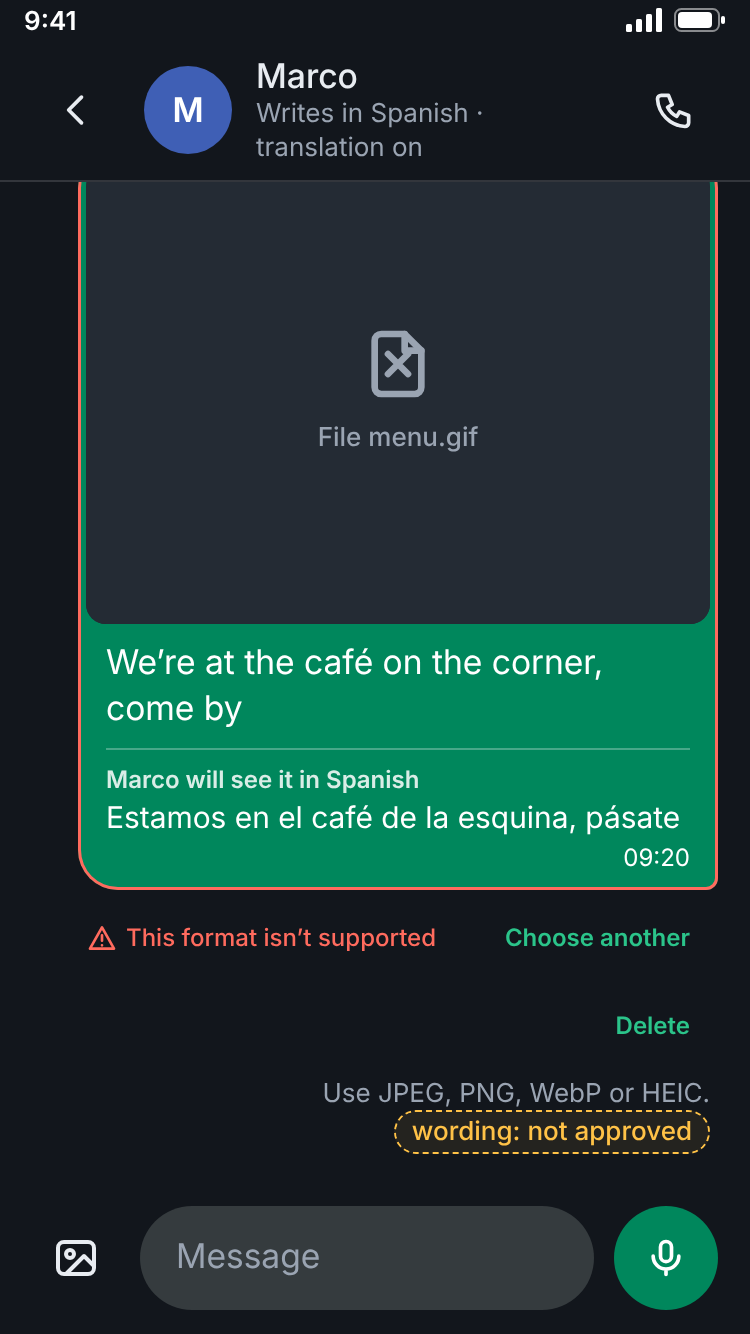 9:41
M
Marco
Writes in Spanish ·
translation on
File menu.gif
We’re at the café on the corner,
come by
Marco will see it in Spanish
Estamos en el café de la esquina, pásate
09:20
This format isn’t supported
Choose another
Delete
Use JPEG, PNG, WebP or HEIC.
wording: not approved
Message